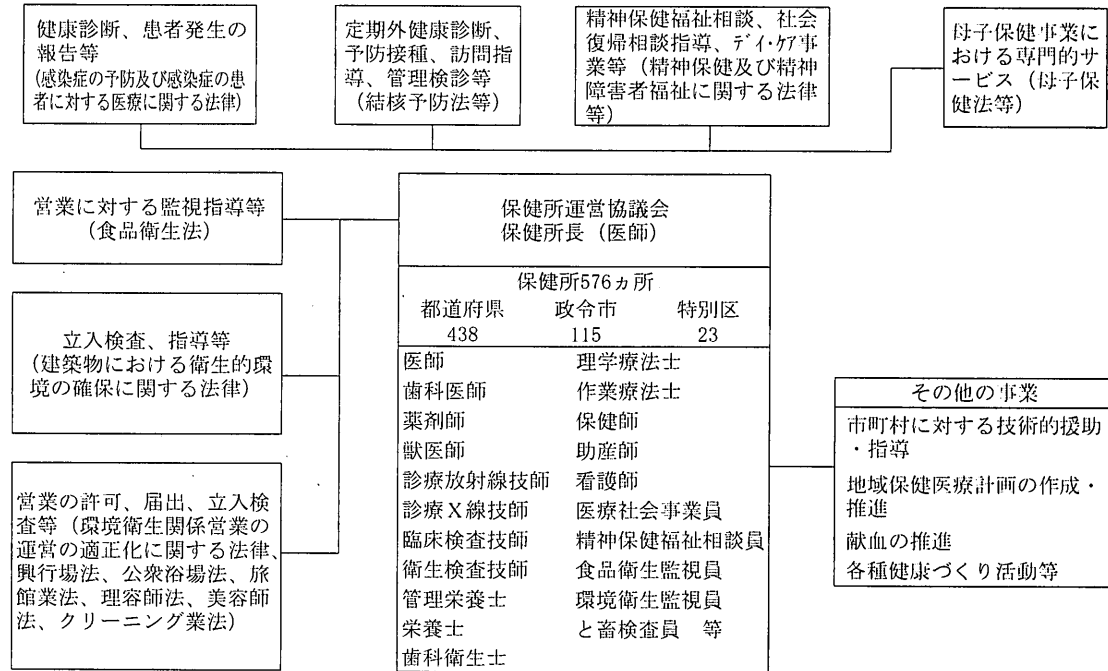 健康診断、患者発生の
報告等
(感染症の予防及び感染症の患
者に対する医療に関する法律)
定期外健康診断、
予防接種、訪問指
導、管理検診等
(結核予防法等)
精神保健福祉相談、社会
復帰相談指導、ﾃﾞｲ･ｹｱ事
業等(精神保健及び精神
障害者福祉に関する法律
等)
母子保健事業に
おける専門的サ
ービス(母子保
健法等)
営業に対する監視指導等
(食品衛生法)
立入検査、指導等
(建築物における衛生的環
境の確保に関する法律)
営業の許可、届出、立入検
査等(環境衛生関係営業の
運営の適正化に関する法律、
興行場法、公衆浴場法、旅
館業法、理容師法、美容師
法、クリーニング業法)
保健所運営協議会
保健所長(医師)
保健所576ヵ所
都道府県 政令市 特別区
438 115 23
医師 理学療法士
歯科医師 作業療法士
薬剤師 保健師
獣医師 助産師
診療放射線技師 看護師
診療X線技師 医療社会事業員
臨床検査技師 精神保健福祉相談員
衛生検査技師 食品衛生監視員
管理栄養士 環境衛生監視員
栄養士 と畜検査員 等
歯科衛生士
その他の事業
市町村に対する技術的援助
・指導
地域保健医療計画の作成・
推進
献血の推進
各種健康づくり活動等